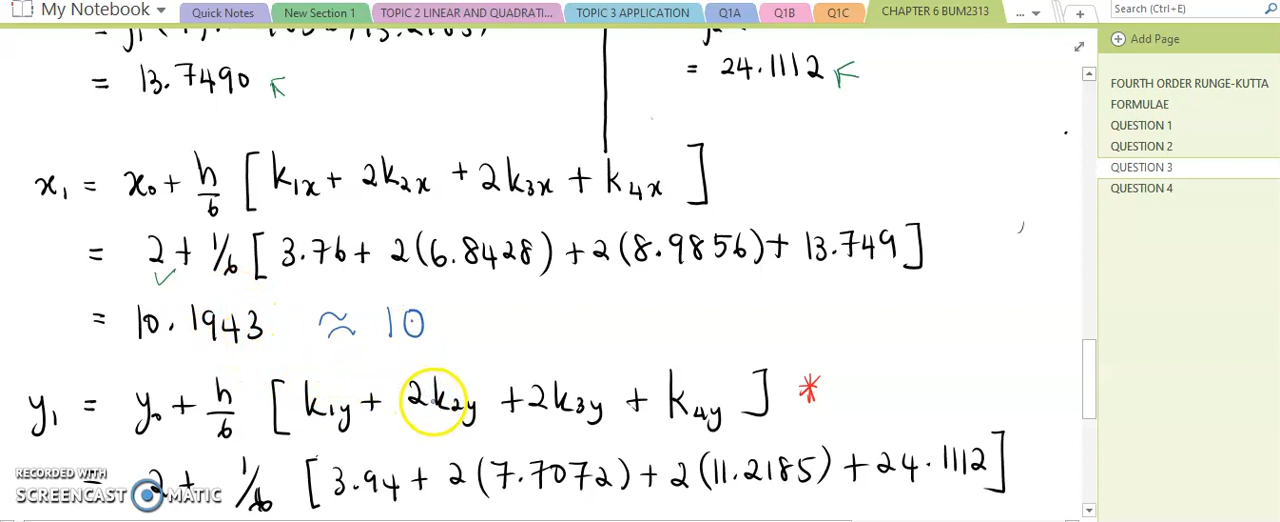 My Notebook
Quick Notes
New Section 1
TOPIC 2 LINEAR AND QUADRATI...
TOPIC 3 APPLICATION
Q1A
Q1B
Q1C
CHAPTER 6 BUM2313
...
Search (Ctrl+E)
Add Page
FOURTH ORDER RUNGE-KUTTA
FORMULAE
QUESTION 1
QUESTION 2
QUESTION 3
QUESTION 4
= 13.7490
= 24.1112
x₁ = x₀ + h/6 [k₁x + 2k₂x + 2k₃x + k₄x]
= 2 + 1/6 [3.76 + 2(6.8428) + 2(8.9856) + 13.749]
= 10.1943 ≈ 10
y₁ = y₀ + h/6 [k₁y + 2k₂y + 2k₃y + k₄y] *
= 2 + 1/6 [3.94 + 2(7.7072) + 2(11.2185) + 24.1112]
RECORDED WITH
SCREENCAST MATIC